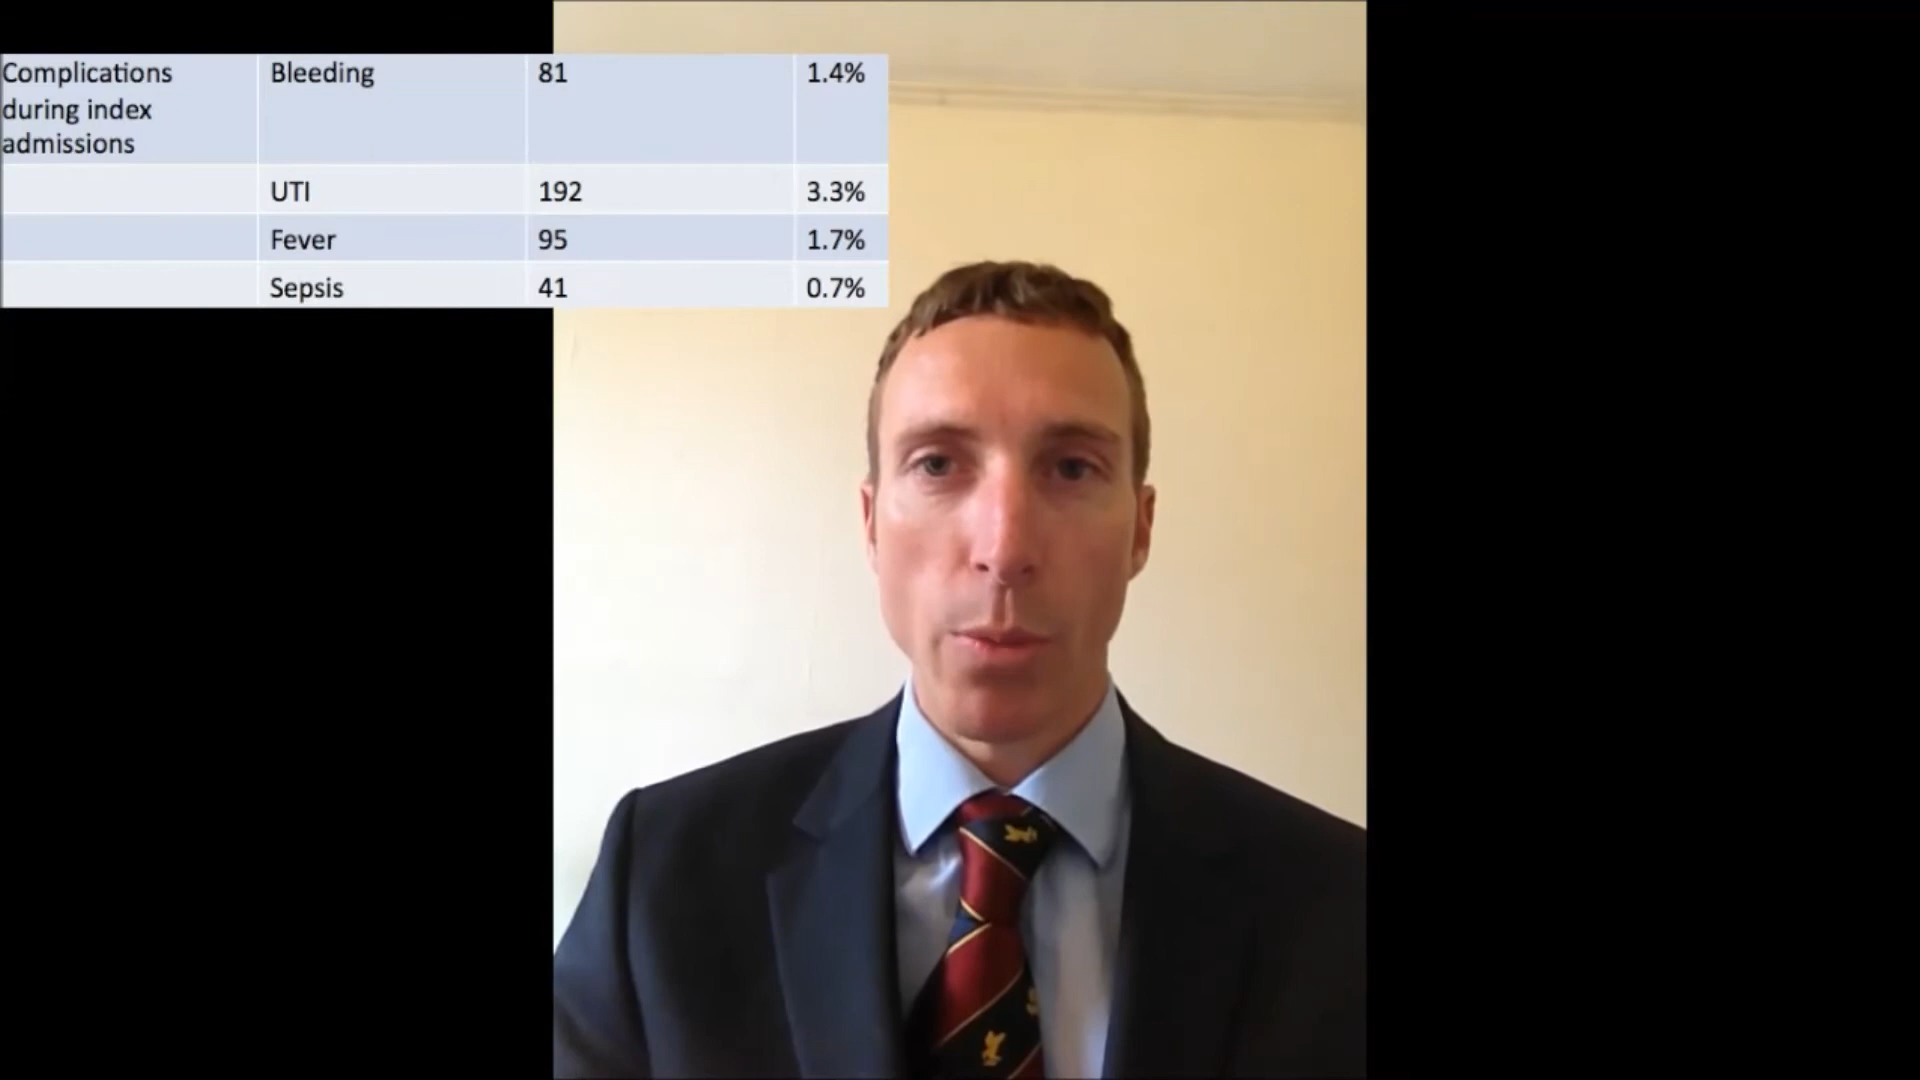 Complications Bleeding 81 1.4%
during index
admissions
UTI 192 3.3%
Fever 95 1.7%
Sepsis 41 0.7%